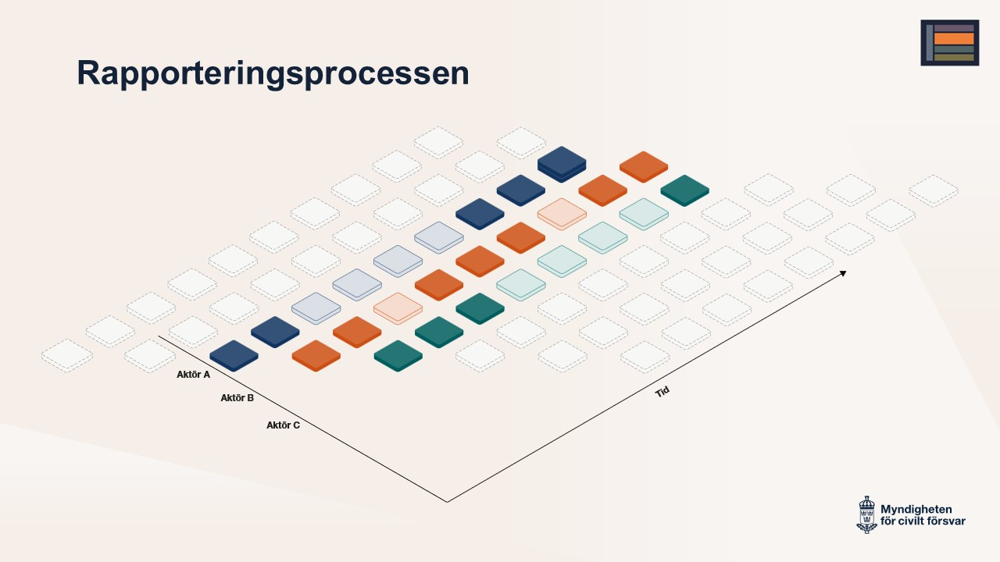 Rapporteringsprocessen
Aktör A
Aktör B
Aktör C
Tid
Myndigheten
för civilt försvar